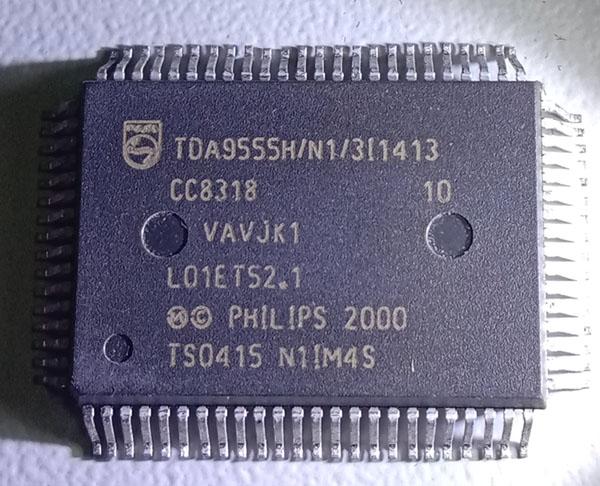 TDA9555H/N1/3I1413
CC8318 10
VAVJK1
L01ETS2.1
Ⓜ© PHILIPS 2000
TS0415 N1IM4S